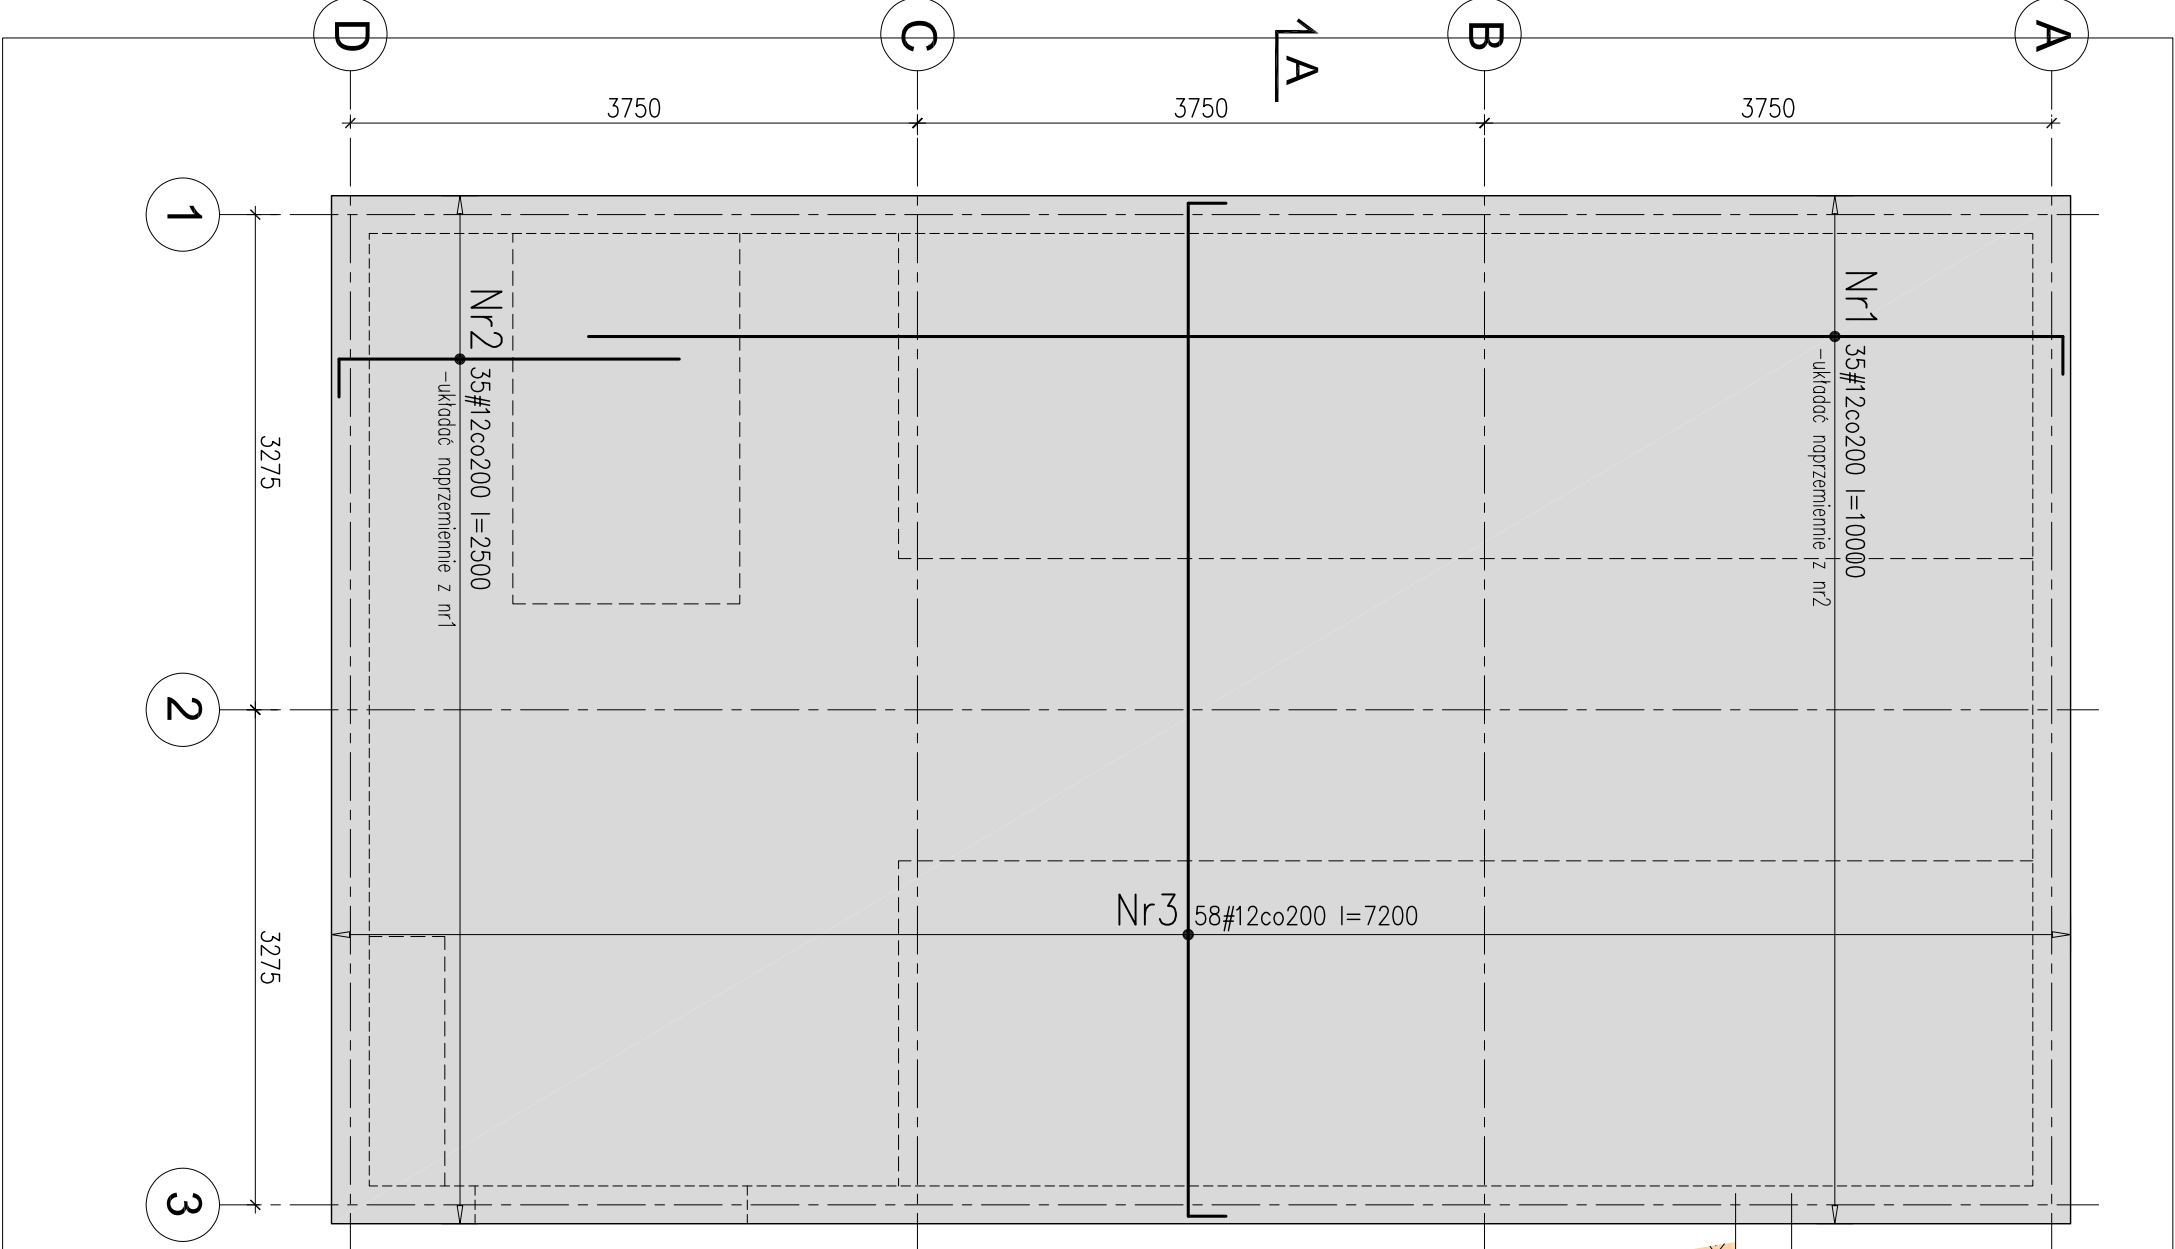 D
C
B
A
A
3750
3750
3750
1
2
3
3275
3275
Nr1 35#12co200 l=10000
-układać naprzemiennie z nr2
Nr2 35#12co200 l=2500
-układać naprzemiennie z nr1
Nr3 58#12co200 l=7200